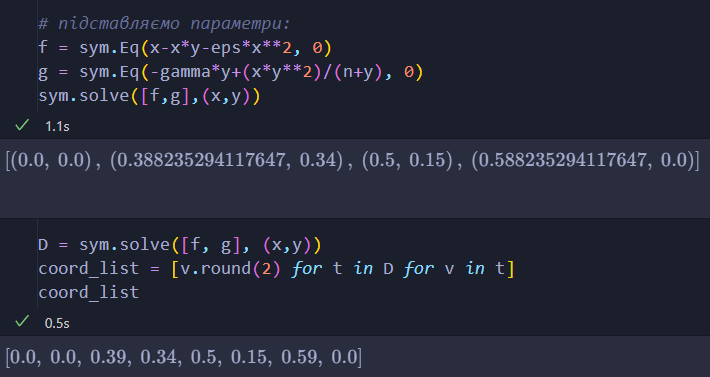 # підставляємо параметри:
f = sym.Eq(x-x*y-eps*x**2, 0)
g = sym.Eq(-gamma*y+(x*y**2)/(n+y), 0)
sym.solve([f,g],(x,y))
✓ 1.1s
[(0.0, 0.0), (0.388235294117647, 0.34), (0.5, 0.15), (0.588235294117647, 0.0)]
D = sym.solve([f, g], (x,y))
coord_list = [v.round(2) for t in D for v in t]
coord_list
✓ 0.5s
[0.0, 0.0, 0.39, 0.34, 0.5, 0.15, 0.59, 0.0]